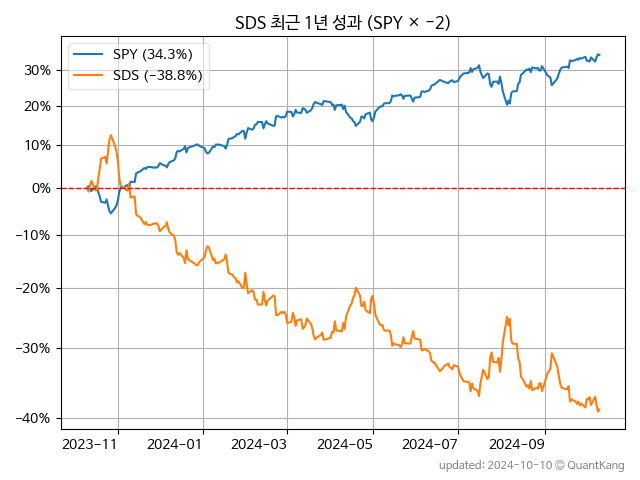 SDS 최근 1년 성과 (SPY × −2)
SPY (34.3%)
SDS (−38.8%)
30%
20%
10%
0%
−10%
−20%
−30%
−40%
2023−11 2024−01 2024−03 2024−05 2024−07 2024−09
updated: 2024-10-10 © QuantKang